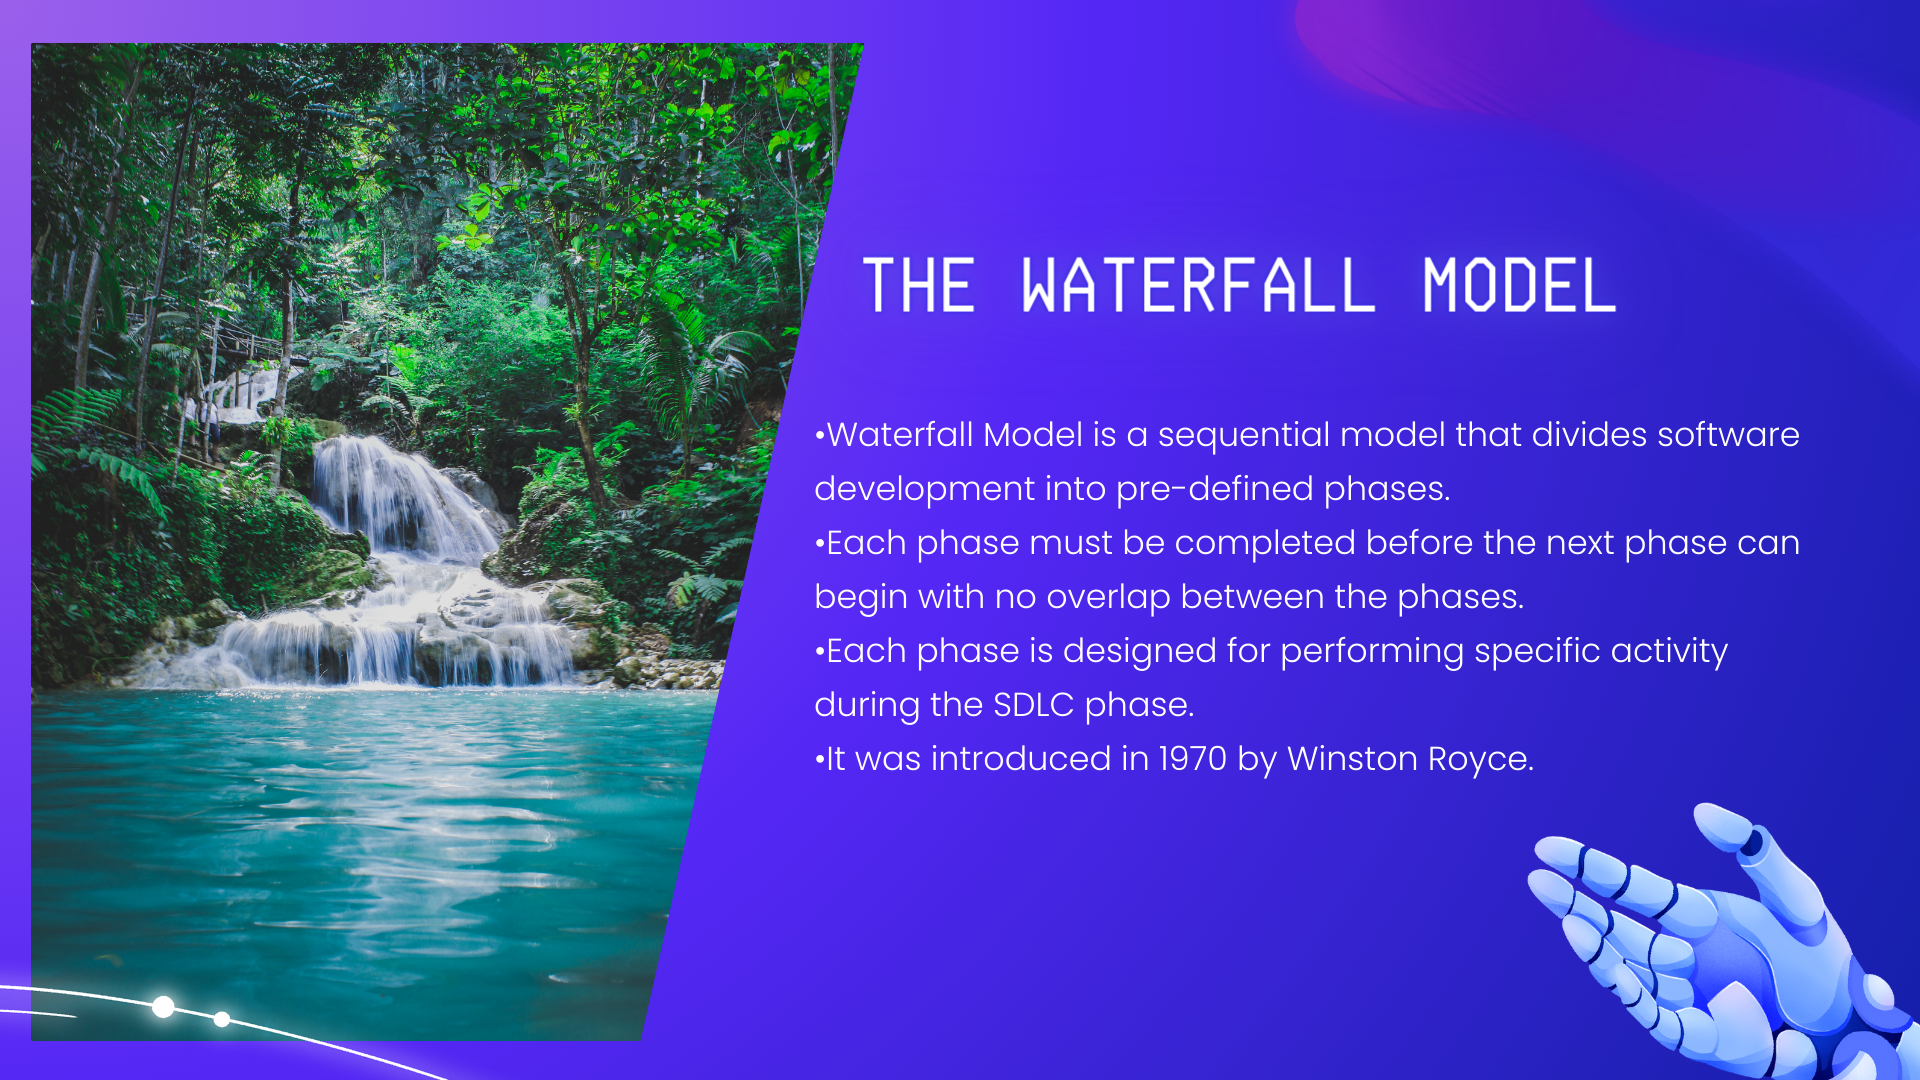 THE WATERFALL MODEL
•Waterfall Model is a sequential model that divides software
development into pre-defined phases.
•Each phase must be completed before the next phase can
begin with no overlap between the phases.
•Each phase is designed for performing specific activity
during the SDLC phase.
•It was introduced in 1970 by Winston Royce.